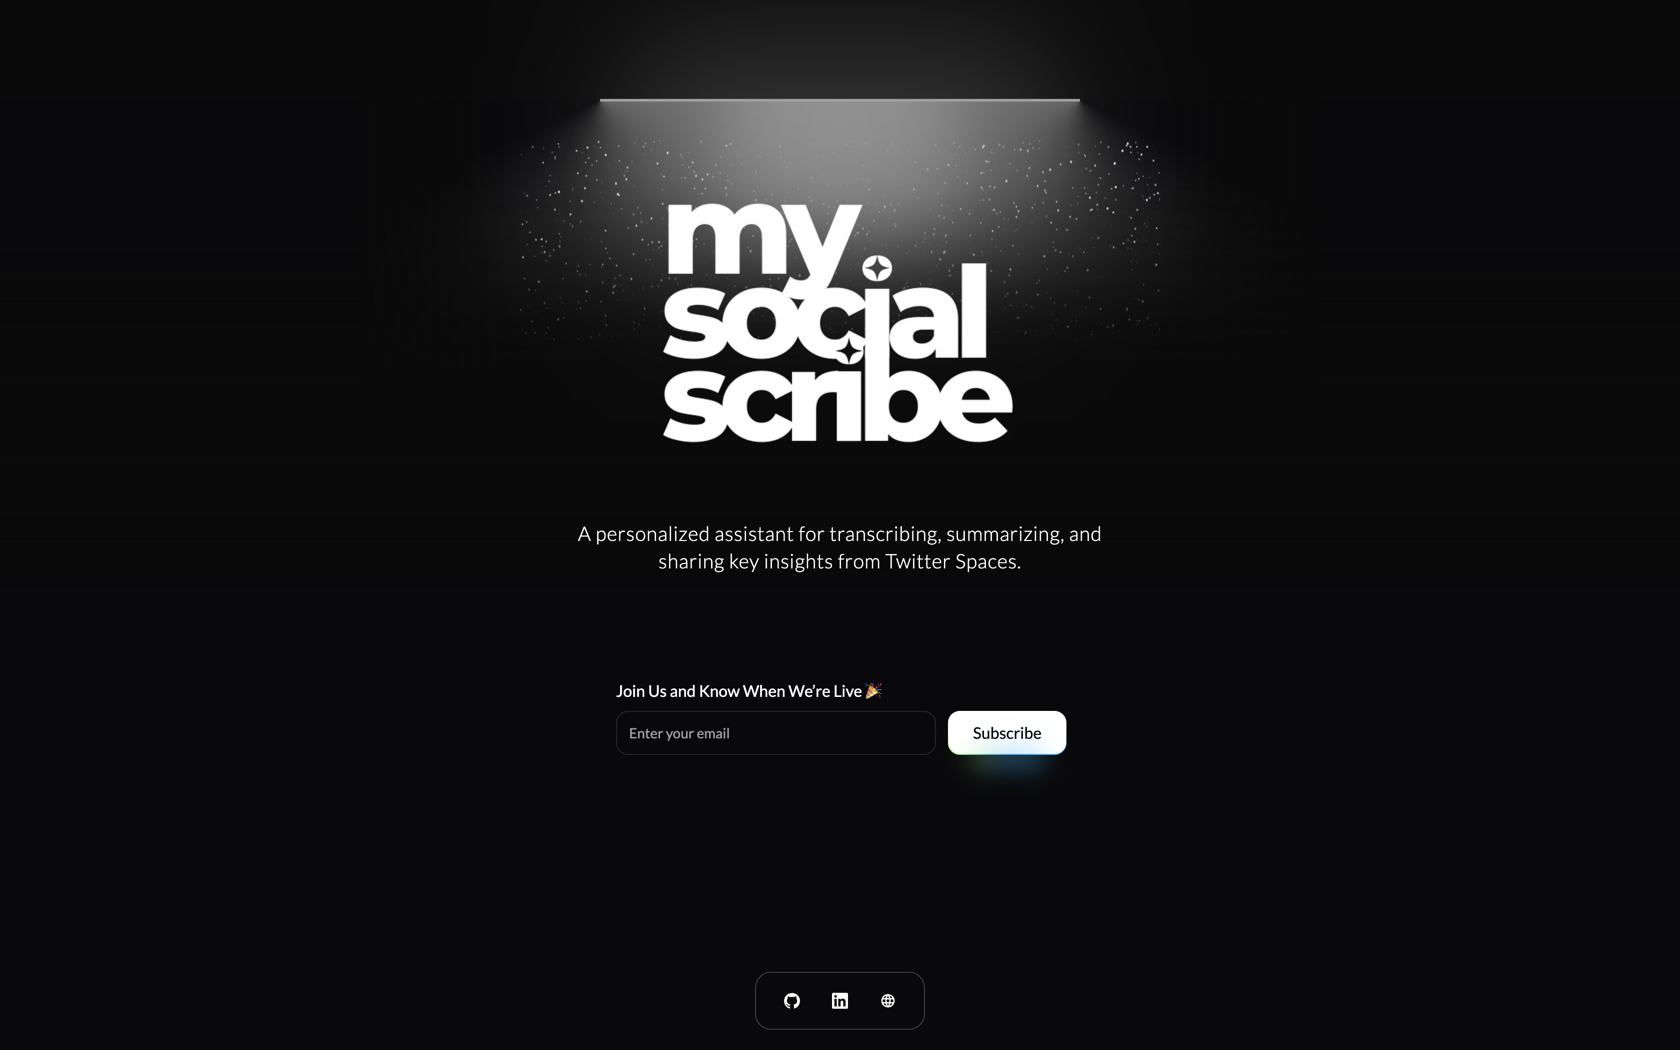 my
social
scribe
A personalized assistant for transcribing, summarizing, and
sharing key insights from Twitter Spaces.
Join Us and Know When We're Live 🎉
Enter your email
Subscribe
in